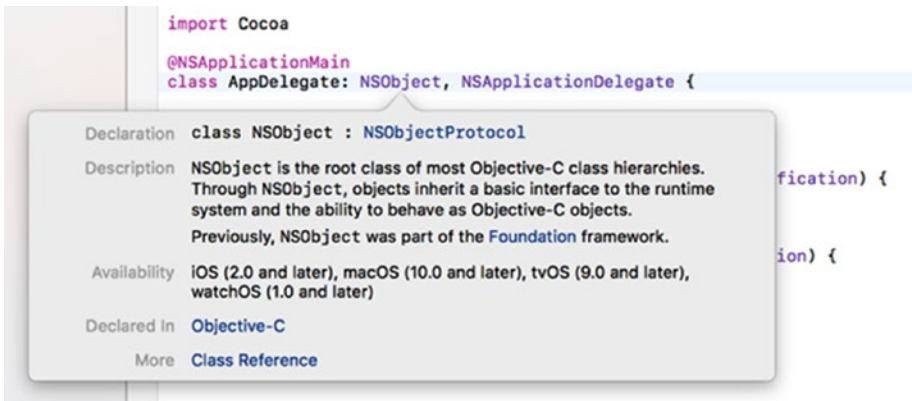 import Cocoa
@NSApplicationMain
class AppDelegate: NSObject, NSApplicationDelegate {
Declaration class NSObject : NSObjectProtocol
Description NSObject is the root class of most Objective-C class hierarchies.
Through NSObject, objects inherit a basic interface to the runtime
system and the ability to behave as Objective-C objects.
Previously, NSObject was part of the Foundation framework.
fication) {
ion) {
Availability iOS (2.0 and later), macOS (10.0 and later), tvOS (9.0 and later),
watchOS (1.0 and later)
Declared In Objective-C
More Class Reference